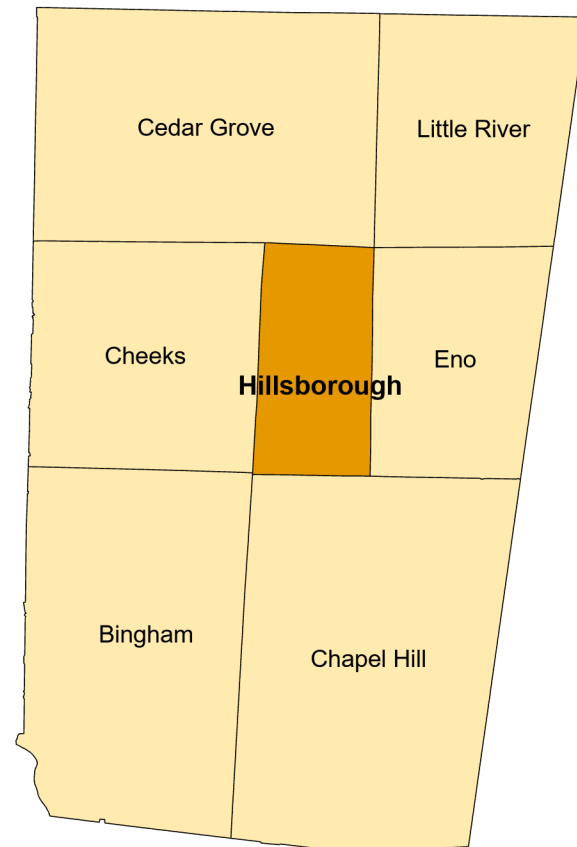 Cedar Grove
Little River
Cheeks
Hillsborough
Eno
Bingham
Chapel Hill